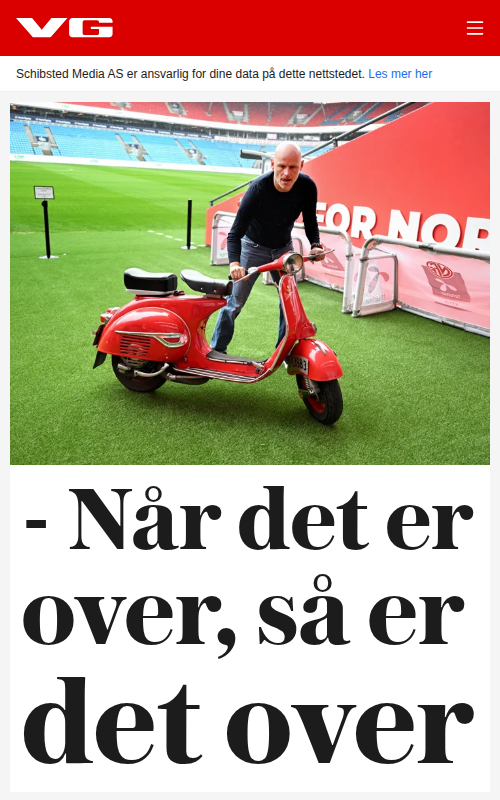 VG
Schibsted Media AS er ansvarlig for dine data på dette nettstedet. Les mer her
FOR NOR
- Når det er
over, så er
det over